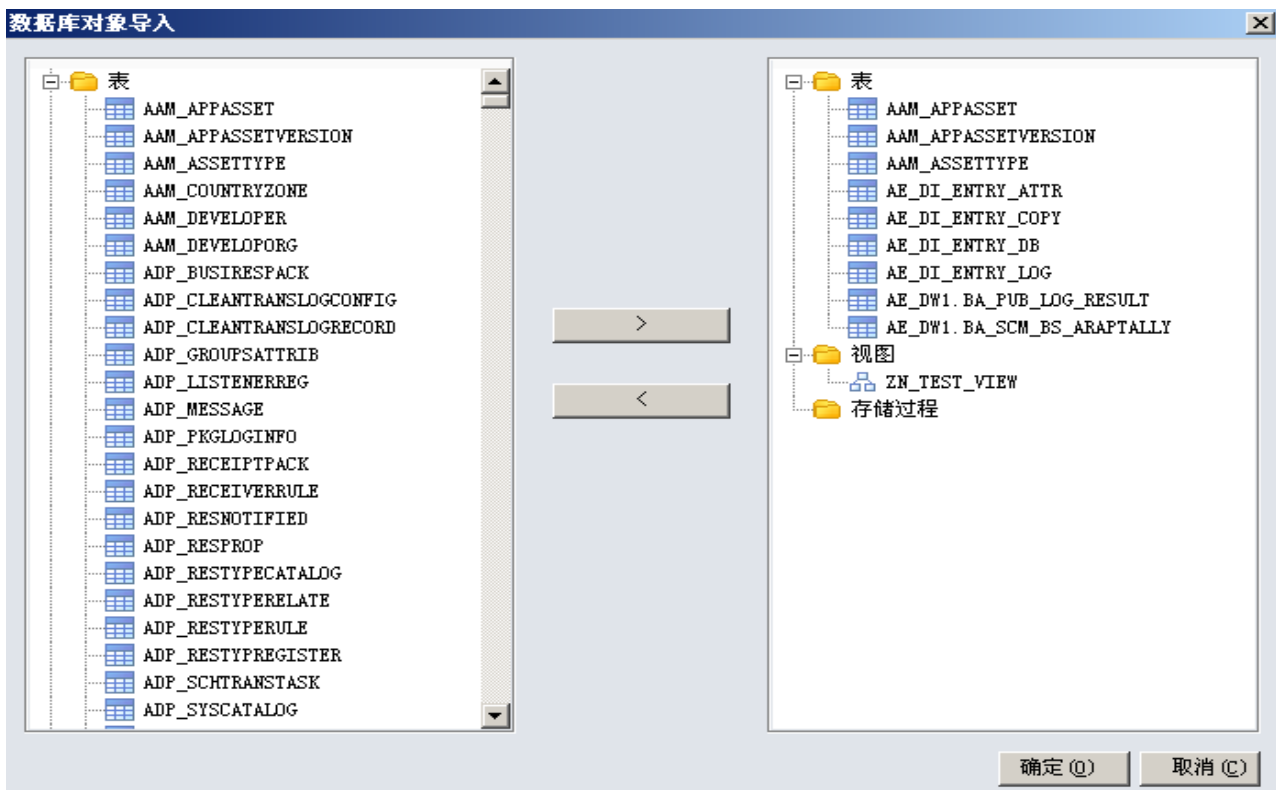 数据库对象导入
表
AAM_APPASSET
AAM_APPASSETVERSION
AAM_ASSETTYPE
AAM_COUNTRYZONE
AAM_DEVELOPER
AAM_DEVELOPORG
ADP_BUSIRESPACK
ADP_CLEANTRANSLOGCONFIG
ADP_CLEANTRANSLOGRECORD
ADP_GROUPSATTRIB
ADP_LISTENERREG
ADP_MESSAGE
ADP_PKGLOGINFO
ADP_RECEIPTPACK
ADP_RECEIVERRULE
ADP_RESNOTIFIED
ADP_RESPROP
ADP_RESTYPECATALOG
ADP_RESTYPERELATE
ADP_RESTYPERULE
ADP_RESTYPREGISTER
ADP_SCHTRANSTASK
ADP_SYSCATALOG
>
<
表
AAM_APPASSET
AAM_APPASSETVERSION
AAM_ASSETTYPE
AE_DI_ENTRY_ATTR
AE_DI_ENTRY_COPY
AE_DI_ENTRY_DB
AE_DI_ENTRY_LOG
AE_DW1.BA_PUB_LOG_RESULT
AE_DW1.BA_SCM_BS_ARAPTALLY
视图
ZN_TEST_VIEW
存储过程
确定(O)
取消(C)